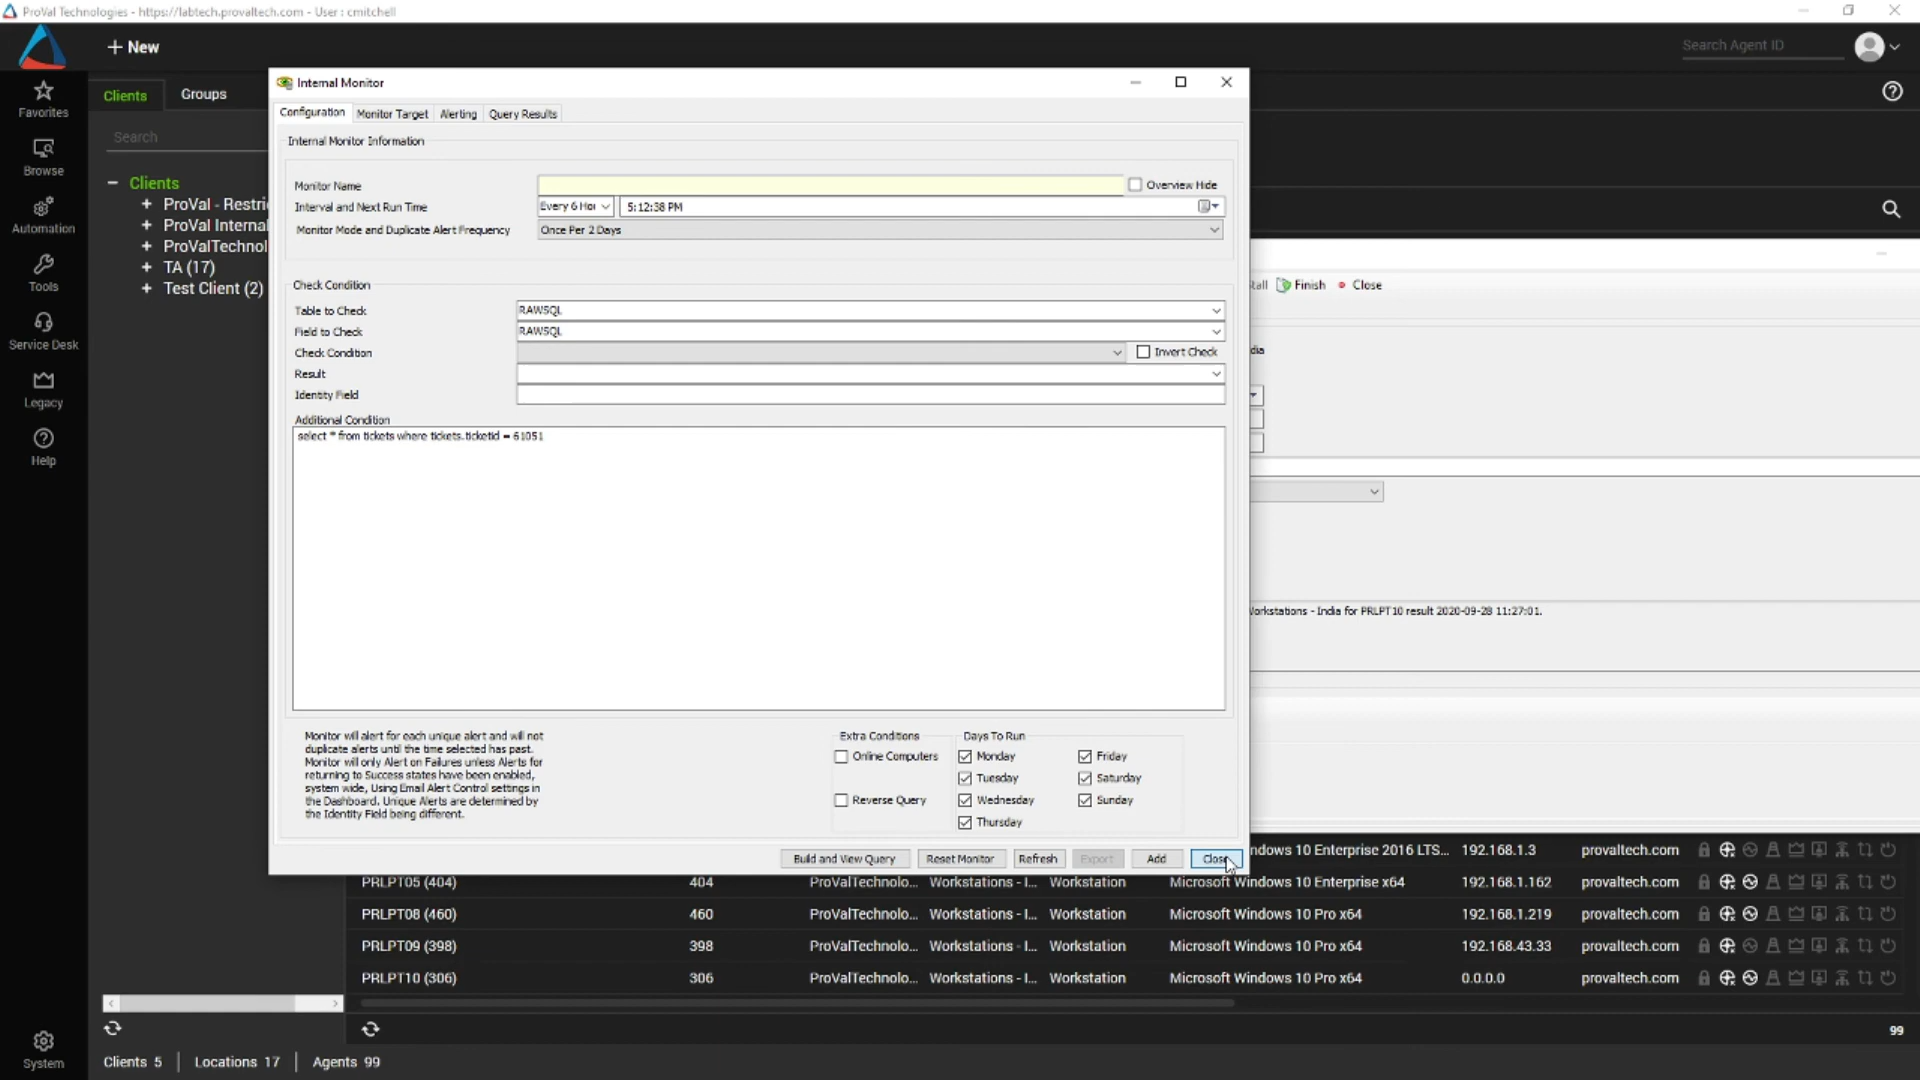 ProVal Technologies - https://labtech.provaltech.com - User : cmitchell
+ New
Search Agent ID
Favorites
Browse
Automation
Tools
Service Desk
Legacy
Help
System
Clients
Groups
Search
Clients
ProVal - Restri
ProVal Internal
ProValTechnol
TA (17)
Test Client (2)
Internal Monitor
Configuration
Monitor Target
Alerting
Query Results
Internal Monitor Information
Monitor Name
Overview Hide
Interval and Next Run Time
Every 6 Hou
5:12:38 PM
Monitor Mode and Duplicate Alert Frequency
Once Per 2 Days
Check Condition
Table to Check
RAWSQL
Field to Check
RAWSQL
Check Condition
Invert Check
Result
Identity Field
Additional Condition
select * from tickets where tickets.ticketid = 61051
Monitor will alert for each unique alert and will not
duplicate alerts until the time selected has past.
Monitor will only Alert on Failures unless Alerts for
returning to Success states have been enabled,
system wide, Using Email Alert Control settings in
the Dashboard. Unique Alerts are determined by
the Identity Field being different.
Extra Conditions
Online Computers
Reverse Query
Days To Run
Monday
Tuesday
Wednesday
Thursday
Friday
Saturday
Sunday
Build and View Query
Reset Monitor
Refresh
Export
Add
Close
Finish
Close
dia
Workstations - India for PRLPT10 result 2020-09-28 11:27:01.
ndows 10 Enterprise 2016 LTS... 192.168.1.3 provaltech.com
PRLPT05 (404) 404 ProValTechnolo... Workstations - I... Workstation Microsoft Windows 10 Enterprise x64 192.168.1.162 provaltech.com
PRLPT08 (460) 460 ProValTechnolo... Workstations - I... Workstation Microsoft Windows 10 Pro x64 192.168.1.219 provaltech.com
PRLPT09 (398) 398 ProValTechnolo... Workstations - I... Workstation Microsoft Windows 10 Pro x64 192.168.43.33 provaltech.com
PRLPT10 (306) 306 ProValTechnolo... Workstations - I... Workstation Microsoft Windows 10 Pro x64 0.0.0.0 provaltech.com
99
Clients 5 | Locations 17 | Agents 99